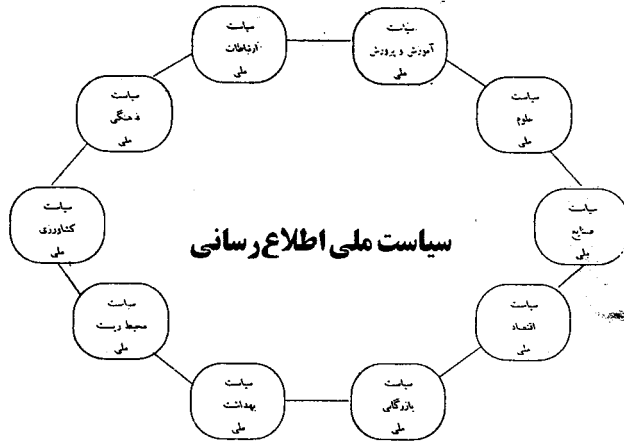 سیاست
آموزش و پرورش
ملی
سیاست
ارتباطات
ملی
سیاست
علوم
ملی
سیاست
فرهنگی
ملی
سیاست
صنایع
ملی
سیاست
کشاورزی
ملی
سیاست ملی اطلاع رسانی
سیاست
اقتصاد
ملی
سیاست
محیط زیست
ملی
سیاست
بازرگانی
ملی
سیاست
بهداشت
ملی